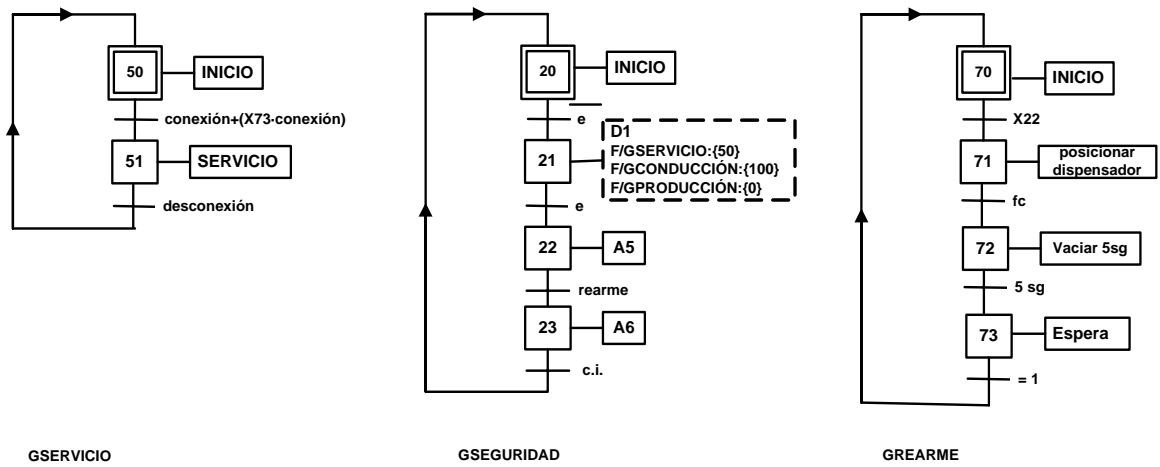 50
INICIO
conexión+(X73·conexión)
51
SERVICIO
desconexión
GSERVICIO
20
INICIO
e
21
D1
F/GSERVICIO:{50}
F/GCONDUCCIÓN:{100}
F/GPRODUCCIÓN:{0}
e
22
A5
rearme
23
A6
c.i.
GSEGURIDAD
70
INICIO
X22
71
posicionar
dispensador
fc
72
Vaciar 5sg
5 sg
73
Espera
= 1
GREARME